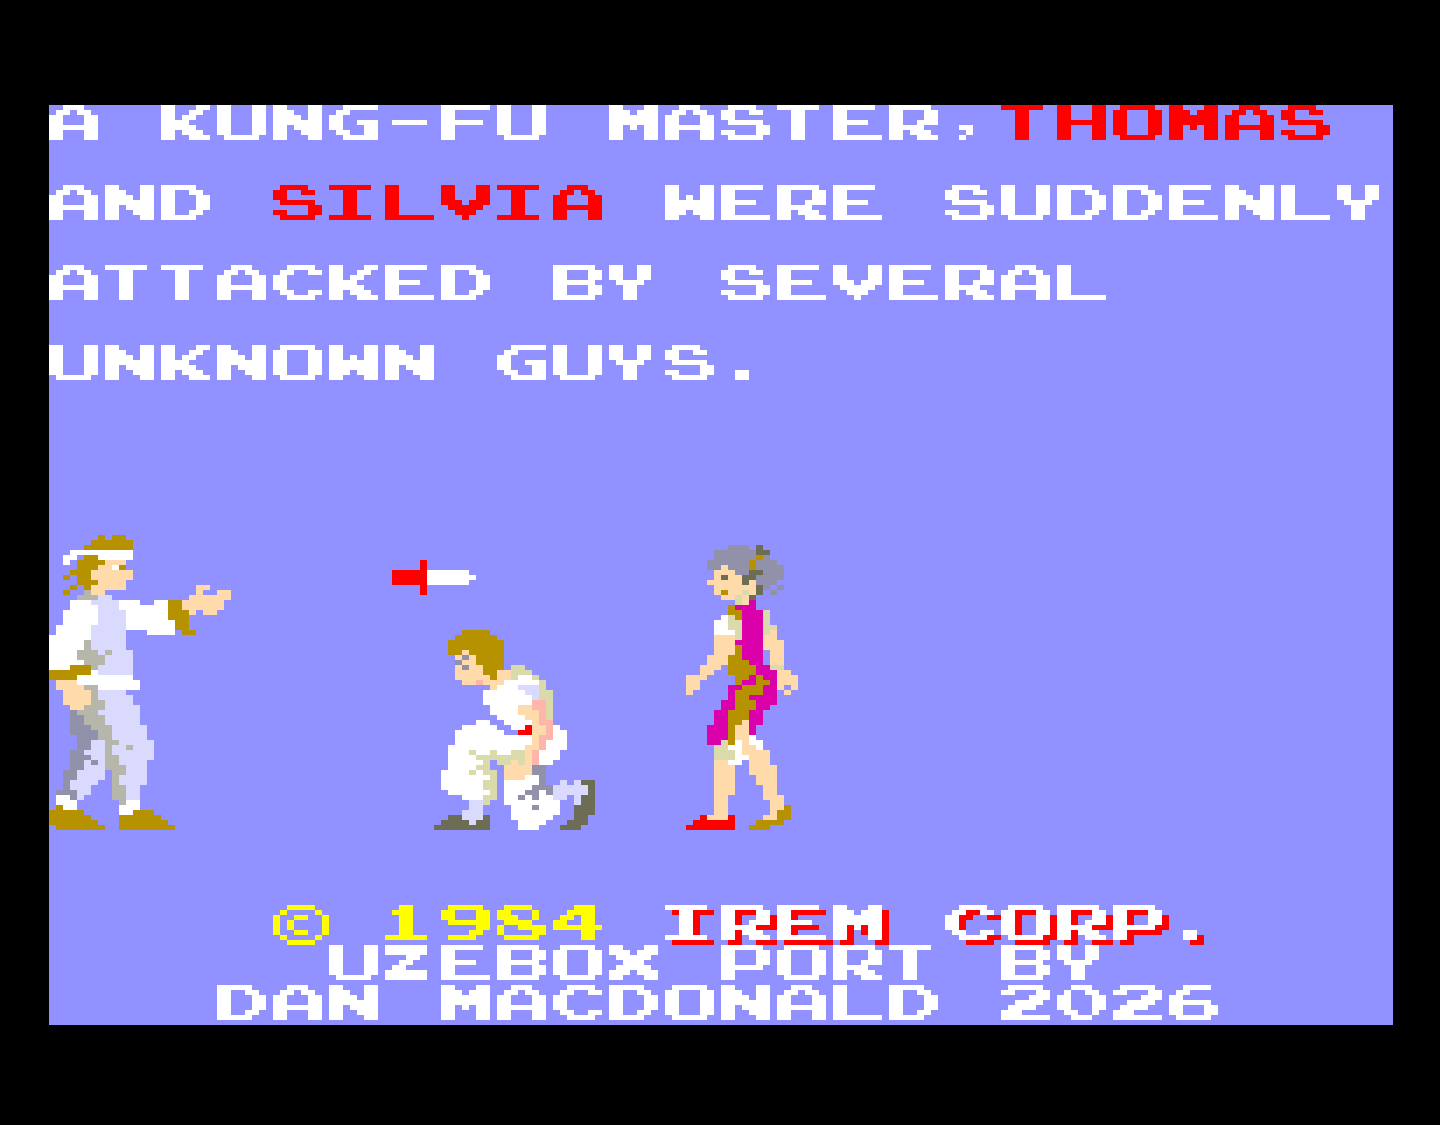 A KUNG-FU MASTER,THOMAS
AND SILVIA WERE SUDDENLY
ATTACKED BY SEVERAL
UNKNOWN GUYS.
© 1984 IREM CORP.
UZEBOX PORT BY
DAN MACDONALD 2026